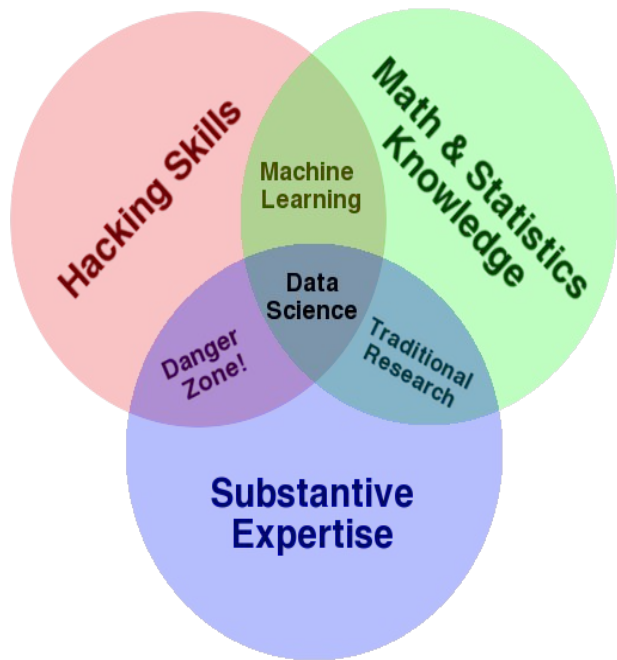 Hacking Skills
Math & Statistics
Knowledge
Machine
Learning
Data
Science
Danger
Zone!
Traditional
Research
Substantive
Expertise